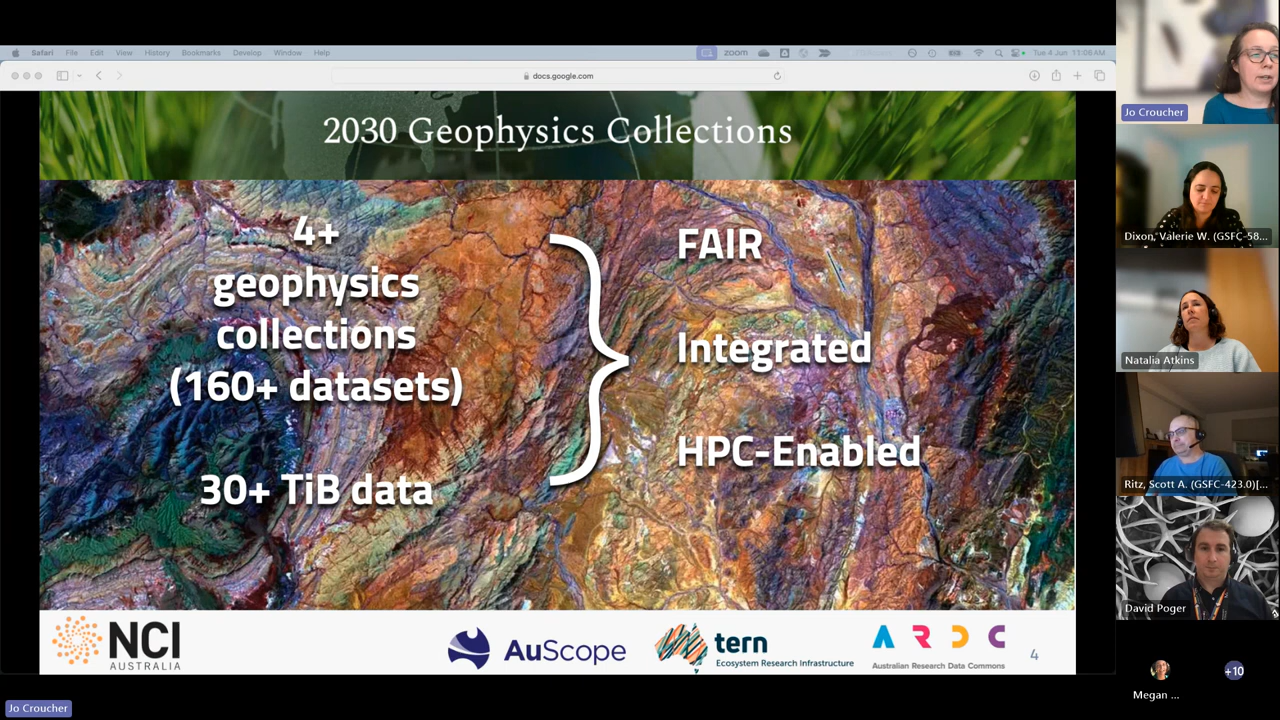 Safari File Edit View History Bookmarks Develop Window Help
zoom
Tue 4 Jun 11:06 AM
docs.google.com
2030 Geophysics Collections
4+
geophysics
collections
(160+ datasets)
30+ TiB data
FAIR
Integrated
HPC-Enabled
NCI
AUSTRALIA
AuScope
tern
Ecosystem Research Infrastructure
ARDC
Australian Research Data Commons
4
Jo Croucher
Dixon, Valerie W. (GSFC-58...
Natalia Atkins
Ritz, Scott A. (GSFC-423.0)[...
David Poger
Megan ...
+10
Jo Croucher